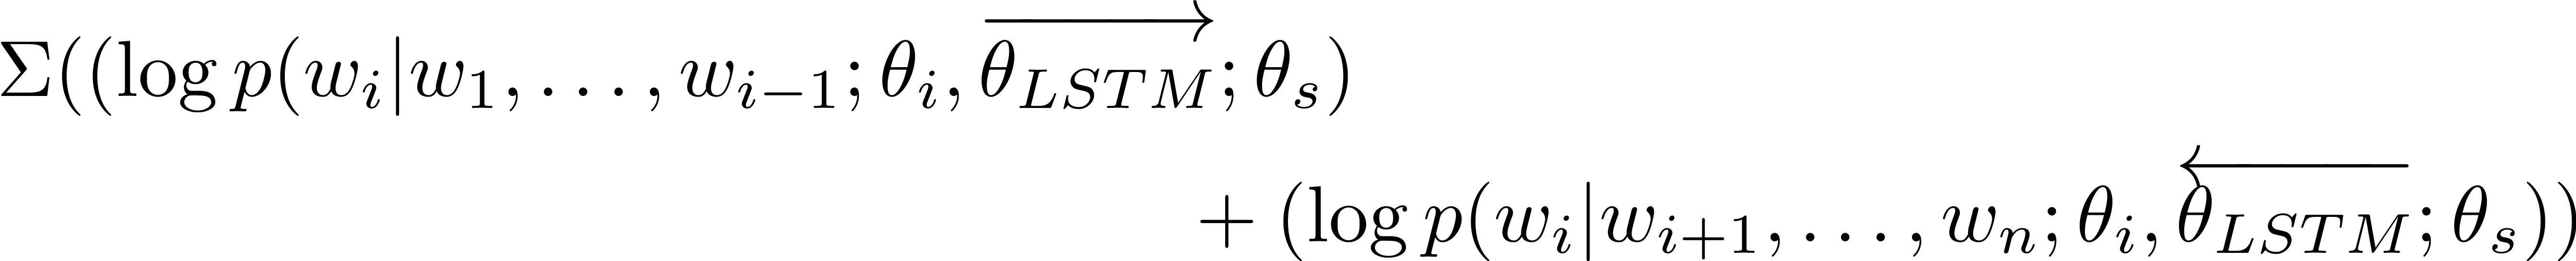 Σ((log p(w_i|w_1, . . . , w_{i−1}; θ_i, \overrightarrow{θ_{LSTM}}; θ_s)
+ (log p(w_i|w_{i+1}, . . . , w_n; θ_i, \overleftarrow{θ_{LSTM}}; θ_s))